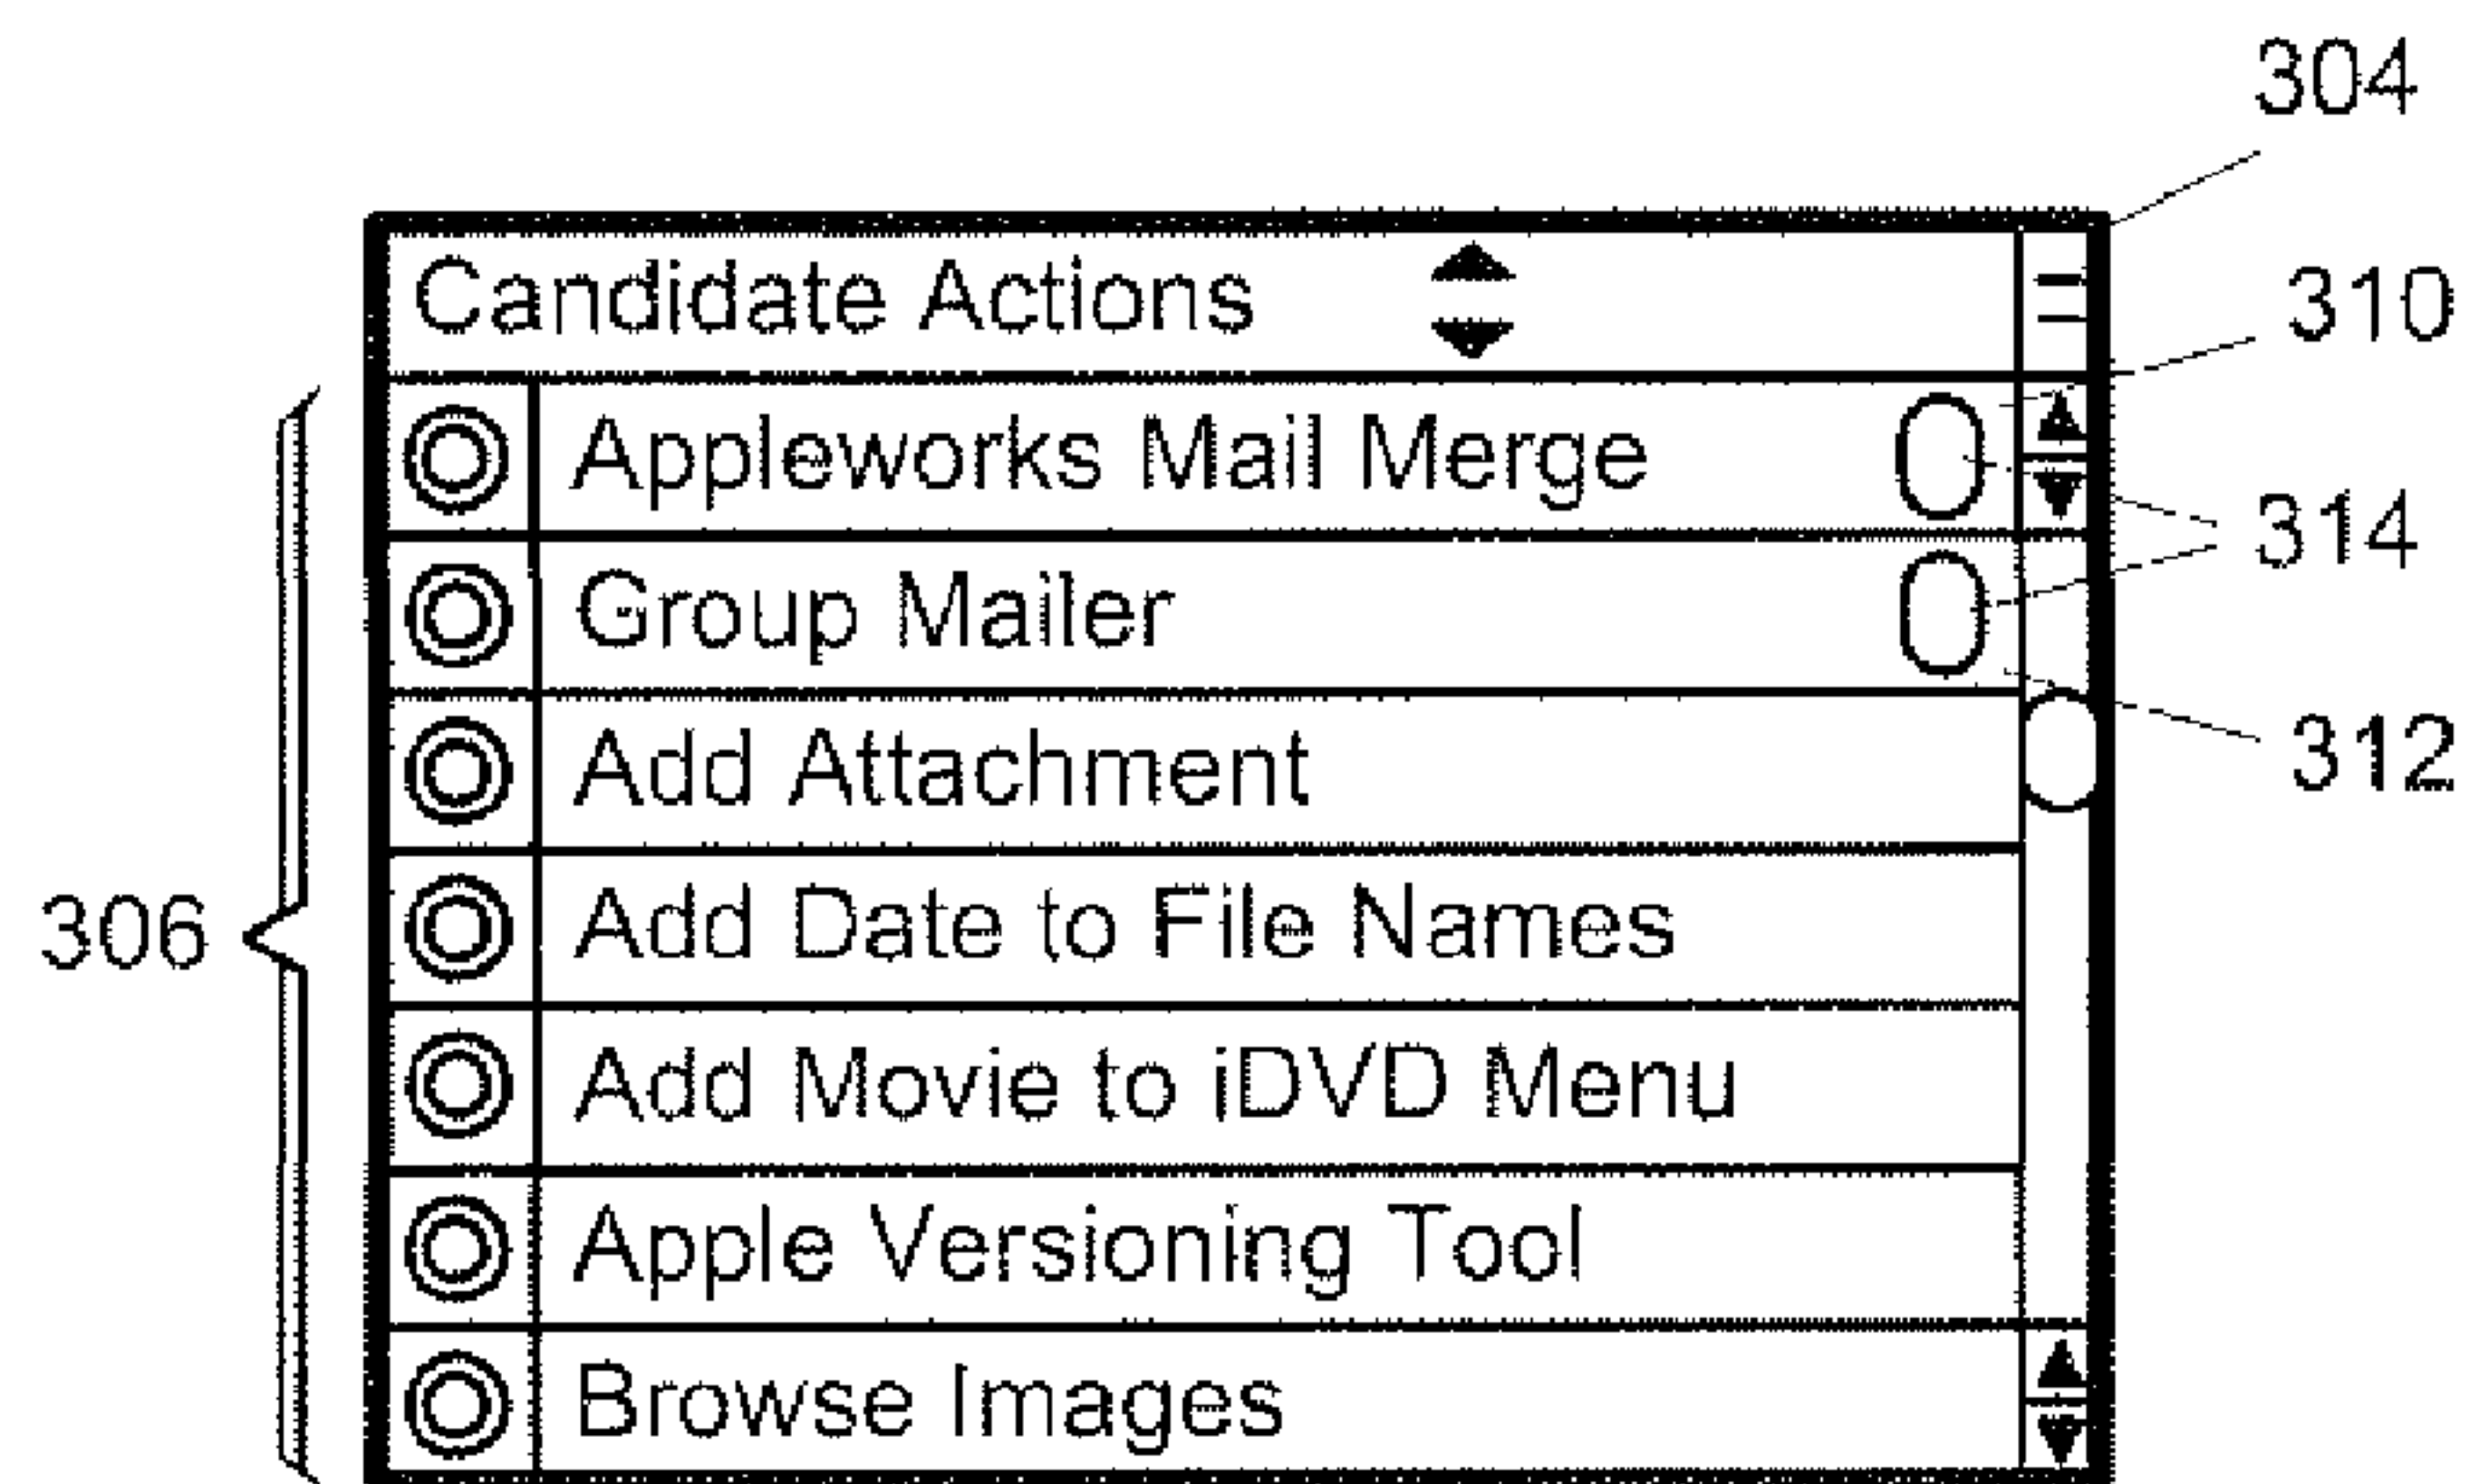 304
Candidate Actions
310
Appleworks Mail Merge
314
Group Mailer
312
Add Attachment
306
Add Date to File Names
Add Movie to iDVD Menu
Apple Versioning Tool
Browse Images